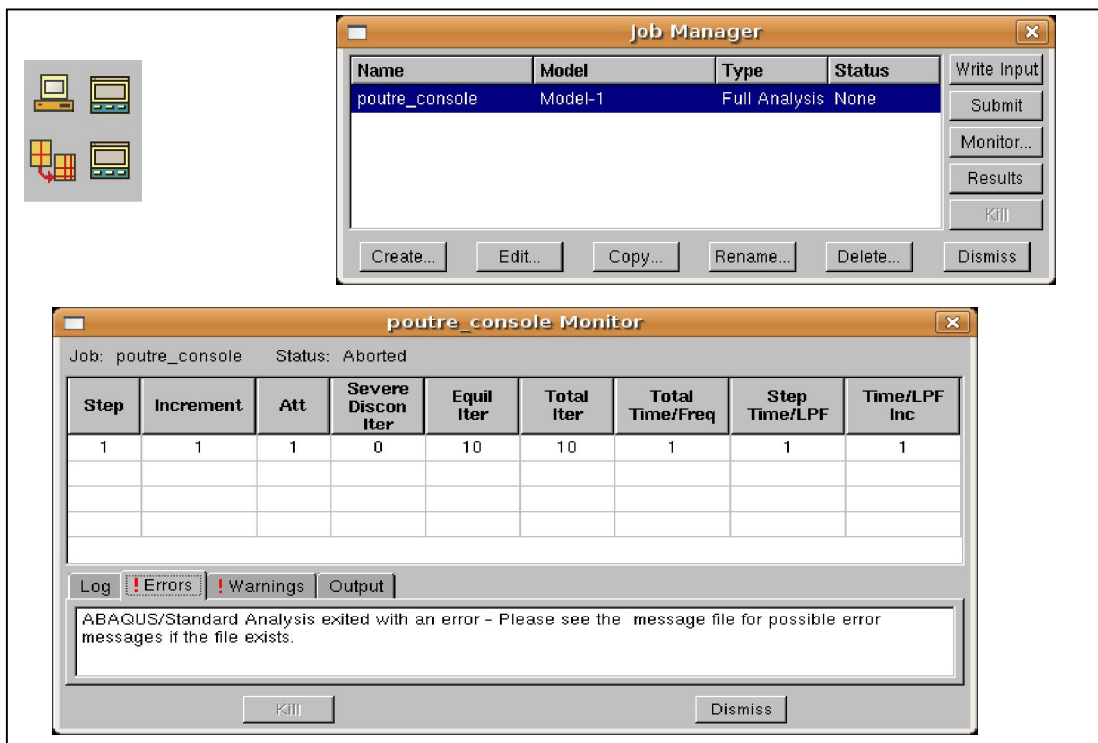 Job Manager
Name Model Type Status
poutre_console Model-1 Full Analysis None
Write Input
Submit
Monitor...
Results
Kill
Create... Edit... Copy... Rename... Delete... Dismiss
poutre_console Monitor
Job: poutre_console Status: Aborted
Step Increment Att Severe Discon Iter Equil Iter Total Iter Total Time/Freq Step Time/LPF Time/LPF Inc
1 1 1 0 10 10 1 1 1
Log !Errors !Warnings Output
ABAQUS/Standard Analysis exited with an error - Please see the message file for possible error
messages if the file exists.
Kill Dismiss